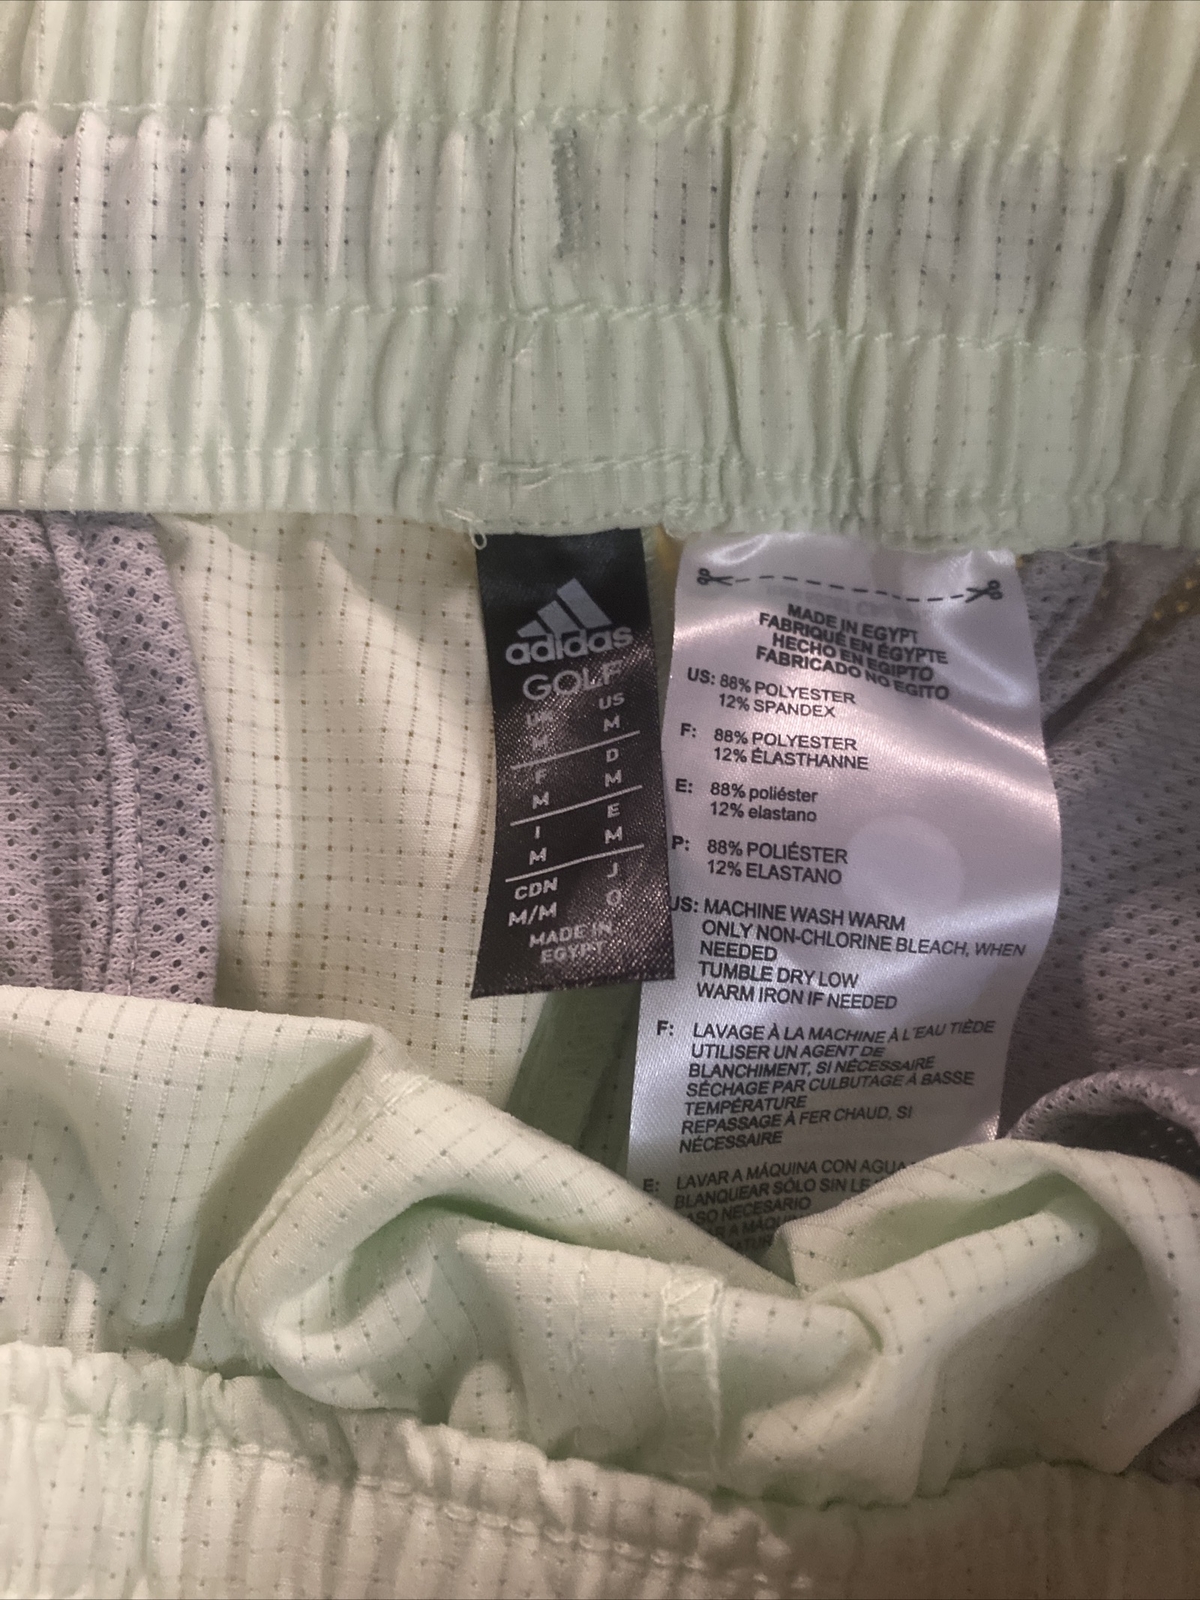 adidas
GOLF
UK US
M M
F D
M M
I E
M M
CDN J
M/M O
MADE IN
EGYPT
MADE IN EGYPT
FABRIQUÉ EN ÉGYPTE
HECHO EN EGIPTO
FABRICADO NO EGITO
US: 88% POLYESTER
12% SPANDEX
F: 88% POLYESTER
12% ÉLASTHANNE
E: 88% poliéster
12% elastano
P: 88% POLIÉSTER
12% ELASTANO
US: MACHINE WASH WARM
ONLY NON-CHLORINE BLEACH, WHEN
NEEDED
TUMBLE DRY LOW
WARM IRON IF NEEDED
F: LAVAGE À LA MACHINE À L'EAU TIÈDE
UTILISER UN AGENT DE
BLANCHIMENT, SI NÉCESSAIRE
SÉCHAGE PAR CULBUTAGE À BASSE
TEMPÉRATURE
REPASSAGE À FER CHAUD, SI
NÉCESSAIRE
E: LAVAR A MÁQUINA CON AGUA
BLANQUEAR SÓLO SIN
NECESARIO